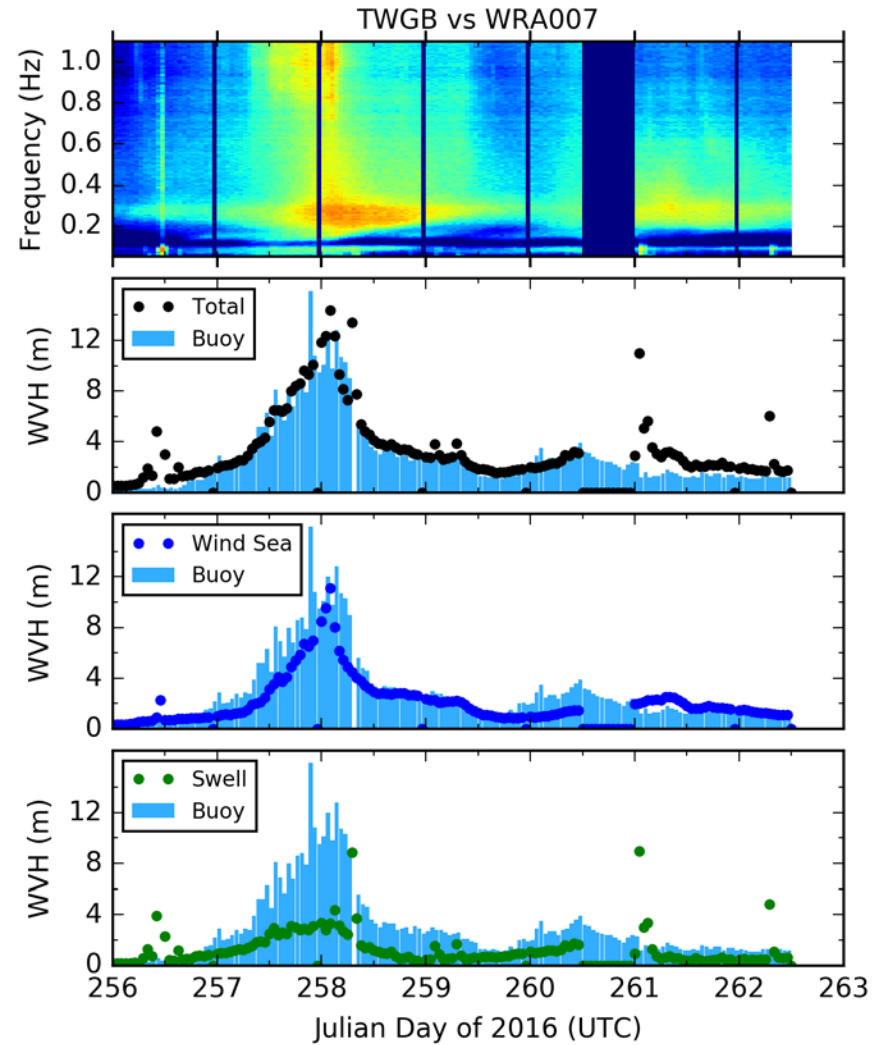 TWGB vs WRA007
Frequency (Hz)
1.0
0.8
0.6
0.4
0.2
WVH (m)
12
8
4
0
Total
Buoy
WVH (m)
12
8
4
0
Wind Sea
Buoy
WVH (m)
12
8
4
0
Swell
Buoy
256 257 258 259 260 261 262 263
Julian Day of 2016 (UTC)